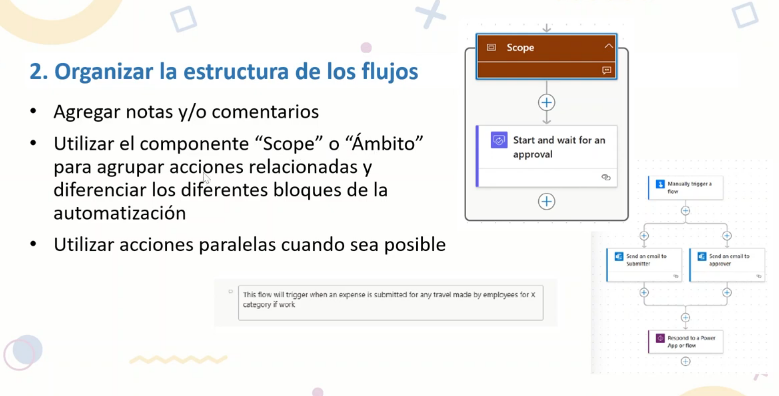 2. Organizar la estructura de los flujos
• Agregar notas y/o comentarios
• Utilizar el componente “Scope” o “Ámbito”
para agrupar acciones relacionadas y
diferenciar los diferentes bloques de la
automatización
• Utilizar acciones paralelas cuando sea posible
This flow will trigger when an expense is submitted for any travel made by employees for X
category if work
Scope
Start and wait for an
approval
Manually trigger a
flow
Send an email to
submitter
Send an email to
approver
Respond to a Power
App or flow